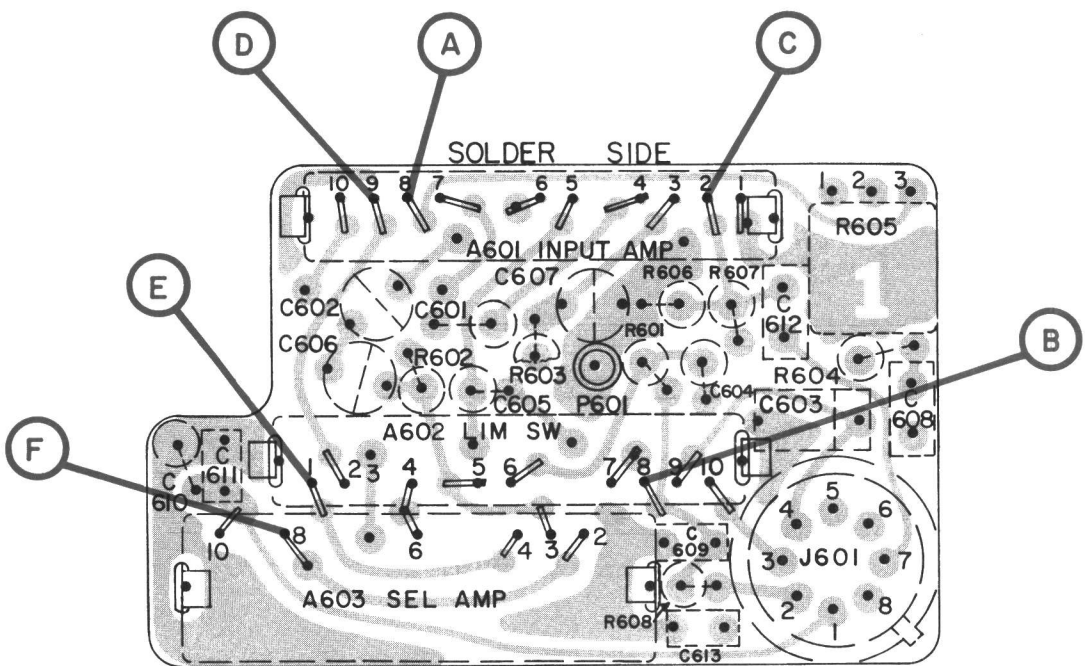 D A C
SOLDER SIDE
10 9 8 7 6 5 4 3 2 1
1 2 3
R605
A601 INPUT AMP
1
C607 R606 R607
E
C602 C601 C 612
R601
C606 B
R602 R603 R604
C605 P601 C604 C603 C 608
A602 LIM SW
F
C 611
1 2 3 4 5 6 7 8 9 10
C 610
10 8 6 4 3 2
C 609
4 5 6
3 J601 7
A603 SEL AMP
2 1 8
R608
C613